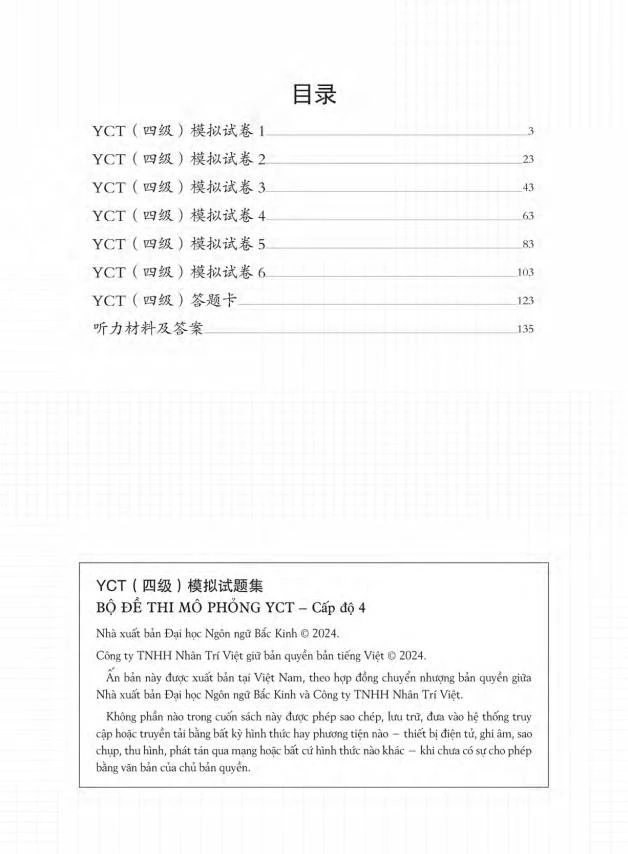 目录
YCT（四级）模拟试卷 1 3
YCT（四级）模拟试卷 2 23
YCT（四级）模拟试卷 3 43
YCT（四级）模拟试卷 4 63
YCT（四级）模拟试卷 5 83
YCT（四级）模拟试卷 6 103
YCT（四级）答题卡 123
听力材料及答案 135
YCT（四级）模拟试题集
BỘ ĐỀ THI MÔ PHỎNG YCT – Cấp độ 4
Nhà xuất bản Đại học Ngôn ngữ Bắc Kinh © 2024.
Công ty TNHH Nhân Trí Việt giữ bản quyền bản tiếng Việt © 2024.
Ấn bản này được xuất bản tại Việt Nam, theo hợp đồng chuyển nhượng bản quyền giữa
Nhà xuất bản Đại học Ngôn ngữ Bắc Kinh và Công ty TNHH Nhân Trí Việt.
Không phần nào trong cuốn sách này được phép sao chép, lưu trữ, đưa vào hệ thống truy
cập hoặc truyền tải bằng bất kỳ hình thức hay phương tiện nào – thiết bị điện tử, ghi âm, sao
chụp, thu hình, phát tán qua mạng hoặc bất cứ hình thức nào khác – khi chưa có sự cho phép
bằng văn bản của chủ bản quyền.